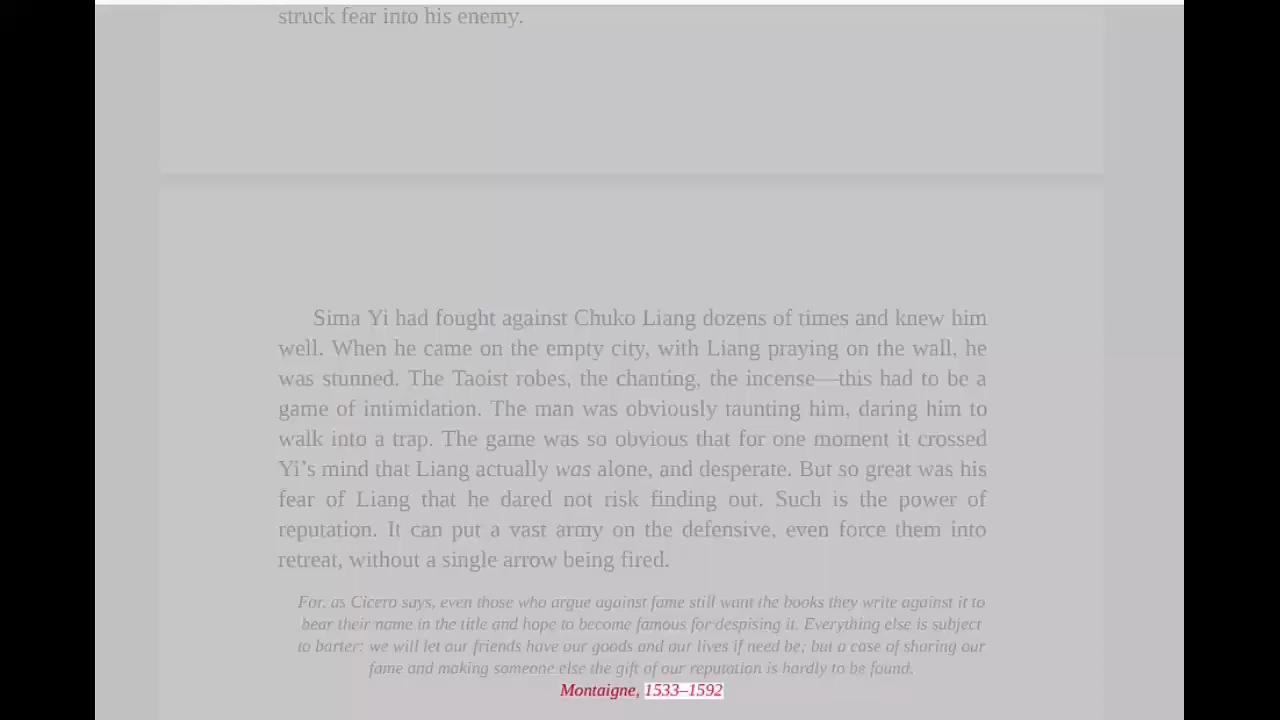 struck fear into his enemy.
Sima Yi had fought against Chuko Liang dozens of times and knew him
well. When he came on the empty city, with Liang praying on the wall, he
was stunned. The Taoist robes, the chanting, the incense—this had to be a
game of intimidation. The man was obviously taunting him, daring him to
walk into a trap. The game was so obvious that for one moment it crossed
Yi’s mind that Liang actually was alone, and desperate. But so great was his
fear of Liang that he dared not risk finding out. Such is the power of
reputation. It can put a vast army on the defensive, even force them into
retreat, without a single arrow being fired.
For, as Cicero says, even those who argue against fame still want the books they write against it to
bear their name in the title and hope to become famous for despising it. Everything else is subject
to barter: we will let our friends have our goods and our lives if need be; but a case of sharing our
fame and making someone else the gift of our reputation is hardly to be found.
Montaigne, 1533–1592